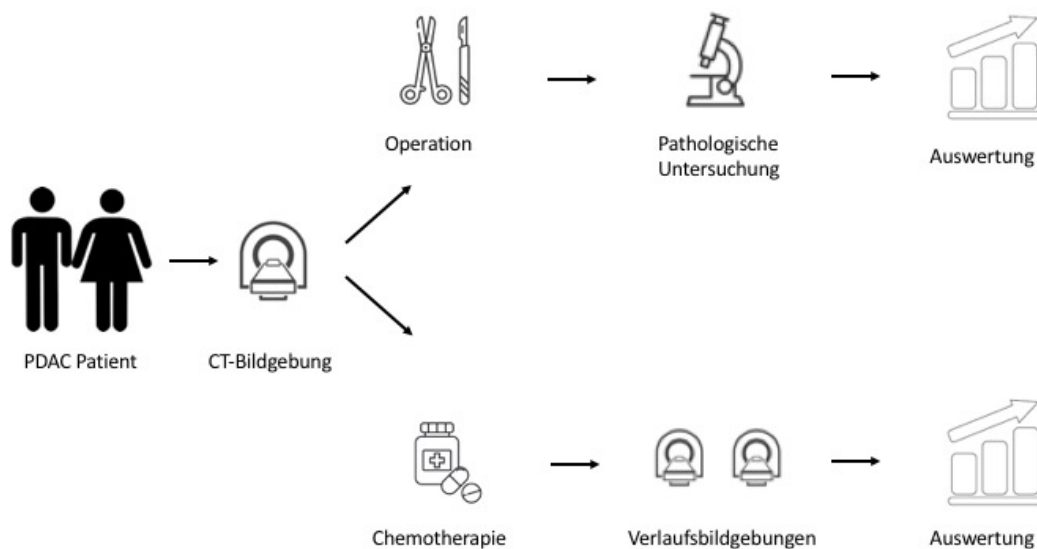 Operation
Pathologische
Untersuchung
Auswertung
PDAC Patient
CT-Bildgebung
Chemotherapie
Verlaufsbildgebungen
Auswertung